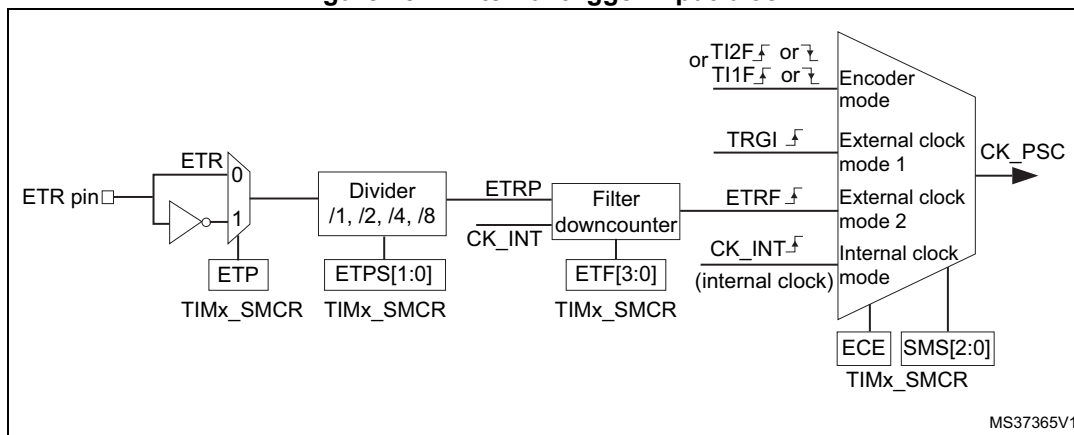 or TI2F or
TI1F or
Encoder
mode
TRGI
External clock
mode 1
CK_PSC
ETR
0
ETR pin
1
Divider
/1, /2, /4, /8
ETRP
CK_INT
Filter
downcounter
ETRF
External clock
mode 2
CK_INT
(internal clock)
Internal clock
mode
ETP
ETPS[1:0]
ETF[3:0]
TIMx_SMCR
TIMx_SMCR
TIMx_SMCR
ECE
SMS[2:0]
TIMx_SMCR
MS37365V1